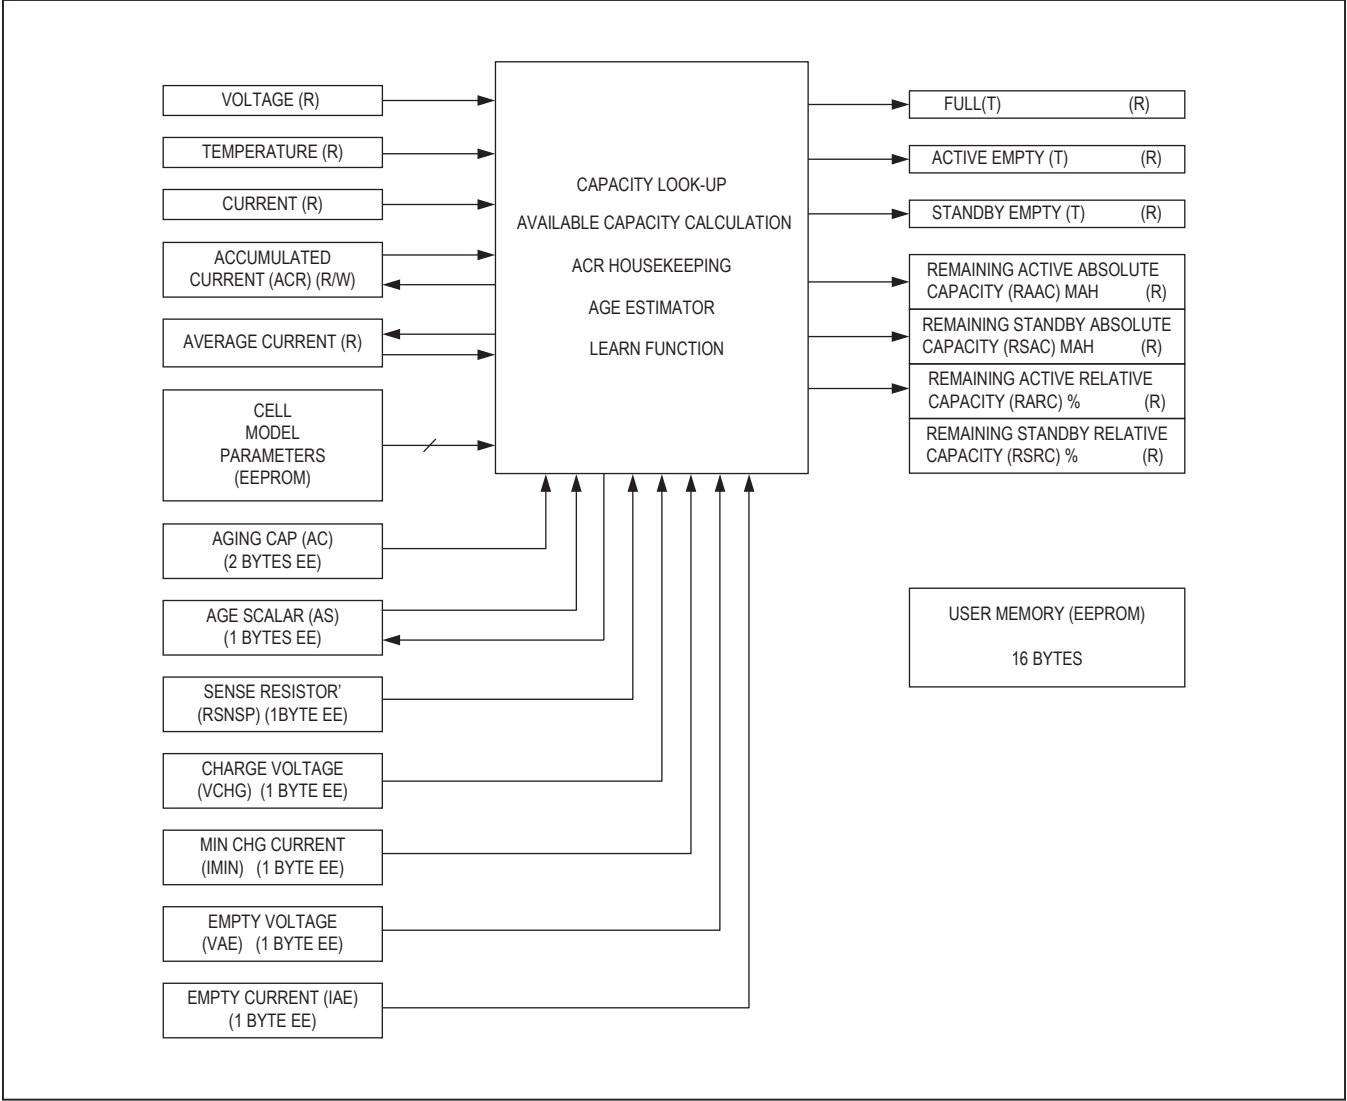 VOLTAGE (R)
TEMPERATURE (R)
CURRENT (R)
ACCUMULATED
CURRENT (ACR) (R/W)
AVERAGE CURRENT (R)
CELL
MODEL
PARAMETERS
(EEPROM)
AGING CAP (AC)
(2 BYTES EE)
AGE SCALAR (AS)
(1 BYTES EE)
SENSE RESISTOR’
(RSNSP) (1BYTE EE)
CHARGE VOLTAGE
(VCHG) (1 BYTE EE)
MIN CHG CURRENT
(IMIN) (1 BYTE EE)
EMPTY VOLTAGE
(VAE) (1 BYTE EE)
EMPTY CURRENT (IAE)
(1 BYTE EE)
CAPACITY LOOK-UP
AVAILABLE CAPACITY CALCULATION
ACR HOUSEKEEPING
AGE ESTIMATOR
LEARN FUNCTION
FULL(T) (R)
ACTIVE EMPTY (T) (R)
STANDBY EMPTY (T) (R)
REMAINING ACTIVE ABSOLUTE
CAPACITY (RAAC) MAH (R)
REMAINING STANDBY ABSOLUTE
CAPACITY (RSAC) MAH (R)
REMAINING ACTIVE RELATIVE
CAPACITY (RARC) % (R)
REMAINING STANDBY RELATIVE
CAPACITY (RSRC) % (R)
USER MEMORY (EEPROM)
16 BYTES